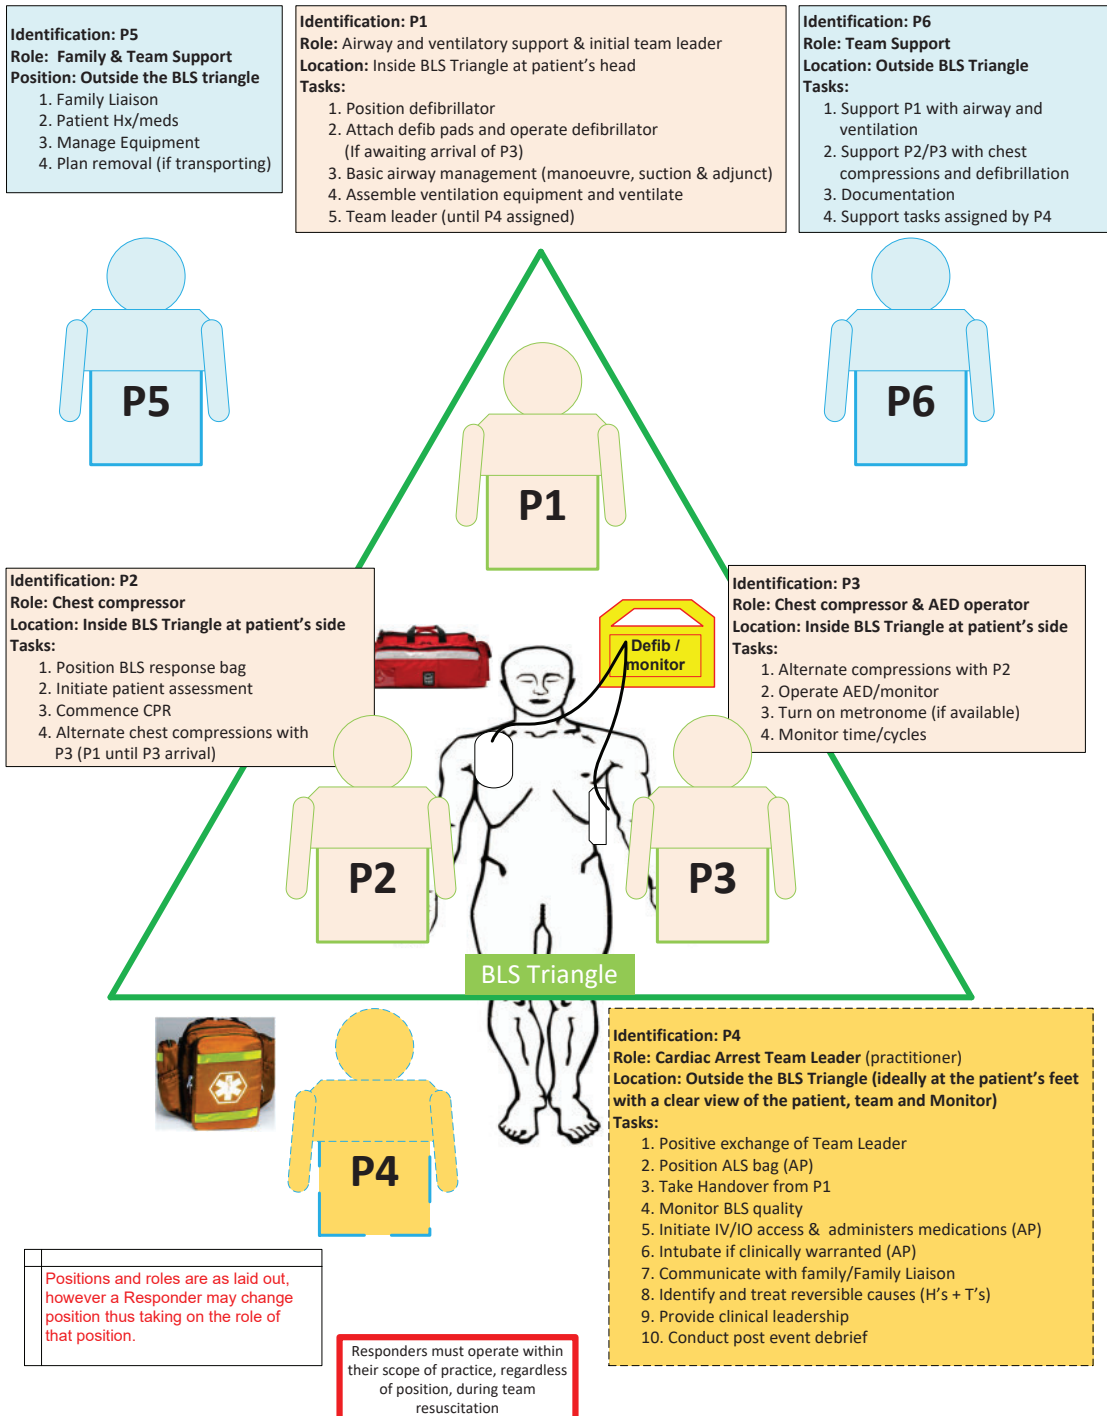 Identification: P5
Role:  Family & Team Support
Position: Outside the BLS triangle
1. Family Liaison
2. Patient Hx/meds
3. Manage Equipment
4. Plan removal (if transporting)
Identification: P1
Role: Airway and ventilatory support & initial team leader
Location: Inside BLS Triangle at patient's head
Tasks:
1. Position defibrillator
2. Attach defib pads and operate defibrillator
(If awaiting arrival of P3)
3. Basic airway management (manoeuvre, suction & adjunct)
4. Assemble ventilation equipment and ventilate
5. Team leader (until P4 assigned)
Identification: P6
Role: Team Support
Location: Outside BLS Triangle
Tasks:
1. Support P1 with airway and
ventilation
2. Support P2/P3 with chest
compressions and defibrillation
3. Documentation
4. Support tasks assigned by P4
P5
P6
P1
Identification: P2
Role: Chest compressor
Location: Inside BLS Triangle at patient's side
Tasks:
1. Position BLS response bag
2. Initiate patient assessment
3. Commence CPR
4. Alternate chest compressions with
P3 (P1 until P3 arrival)
Defib /
monitor
Identification: P3
Role: Chest compressor & AED operator
Location: Inside BLS Triangle at patient's side
Tasks:
1. Alternate compressions with P2
2. Operate AED/monitor
3. Turn on metronome (if available)
4. Monitor time/cycles
P2
P3
BLS Triangle
P4
Identification: P4
Role: Cardiac Arrest Team Leader (practitioner)
Location: Outside the BLS Triangle (ideally at the patient's feet
with a clear view of the patient, team and Monitor)
Tasks:
1. Positive exchange of Team Leader
2. Position ALS bag (AP)
3. Take Handover from P1
4. Monitor BLS quality
5. Initiate IV/IO access &  administers medications (AP)
6. Intubate if clinically warranted (AP)
7. Communicate with family/Family Liaison
8. Identify and treat reversible causes (H's + T's)
9. Provide clinical leadership
10. Conduct post event debrief
Positions and roles are as laid out,
however a Responder may change
position thus taking on the role of
that position.
Responders must operate within
their scope of practice, regardless
of position, during team
resuscitation